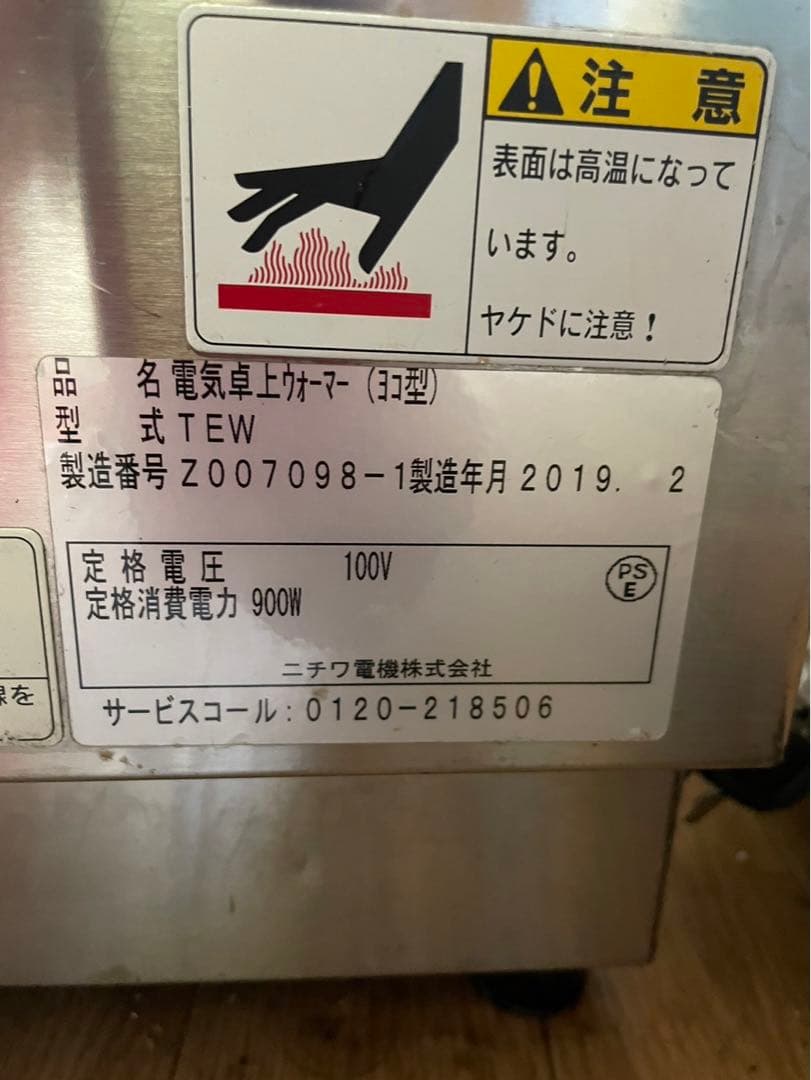 注 意
表面は高温になって
います。
ヤケドに注意！
品 名 電気卓上ウォーマー（ヨコ型）
型 式 TEW
製造番号 Z007098-1 製造年月 2019. 2
定格電圧 100V
定格消費電力 900W
PS
E
ニチワ電機株式会社
サービスコール：0120-218506
を